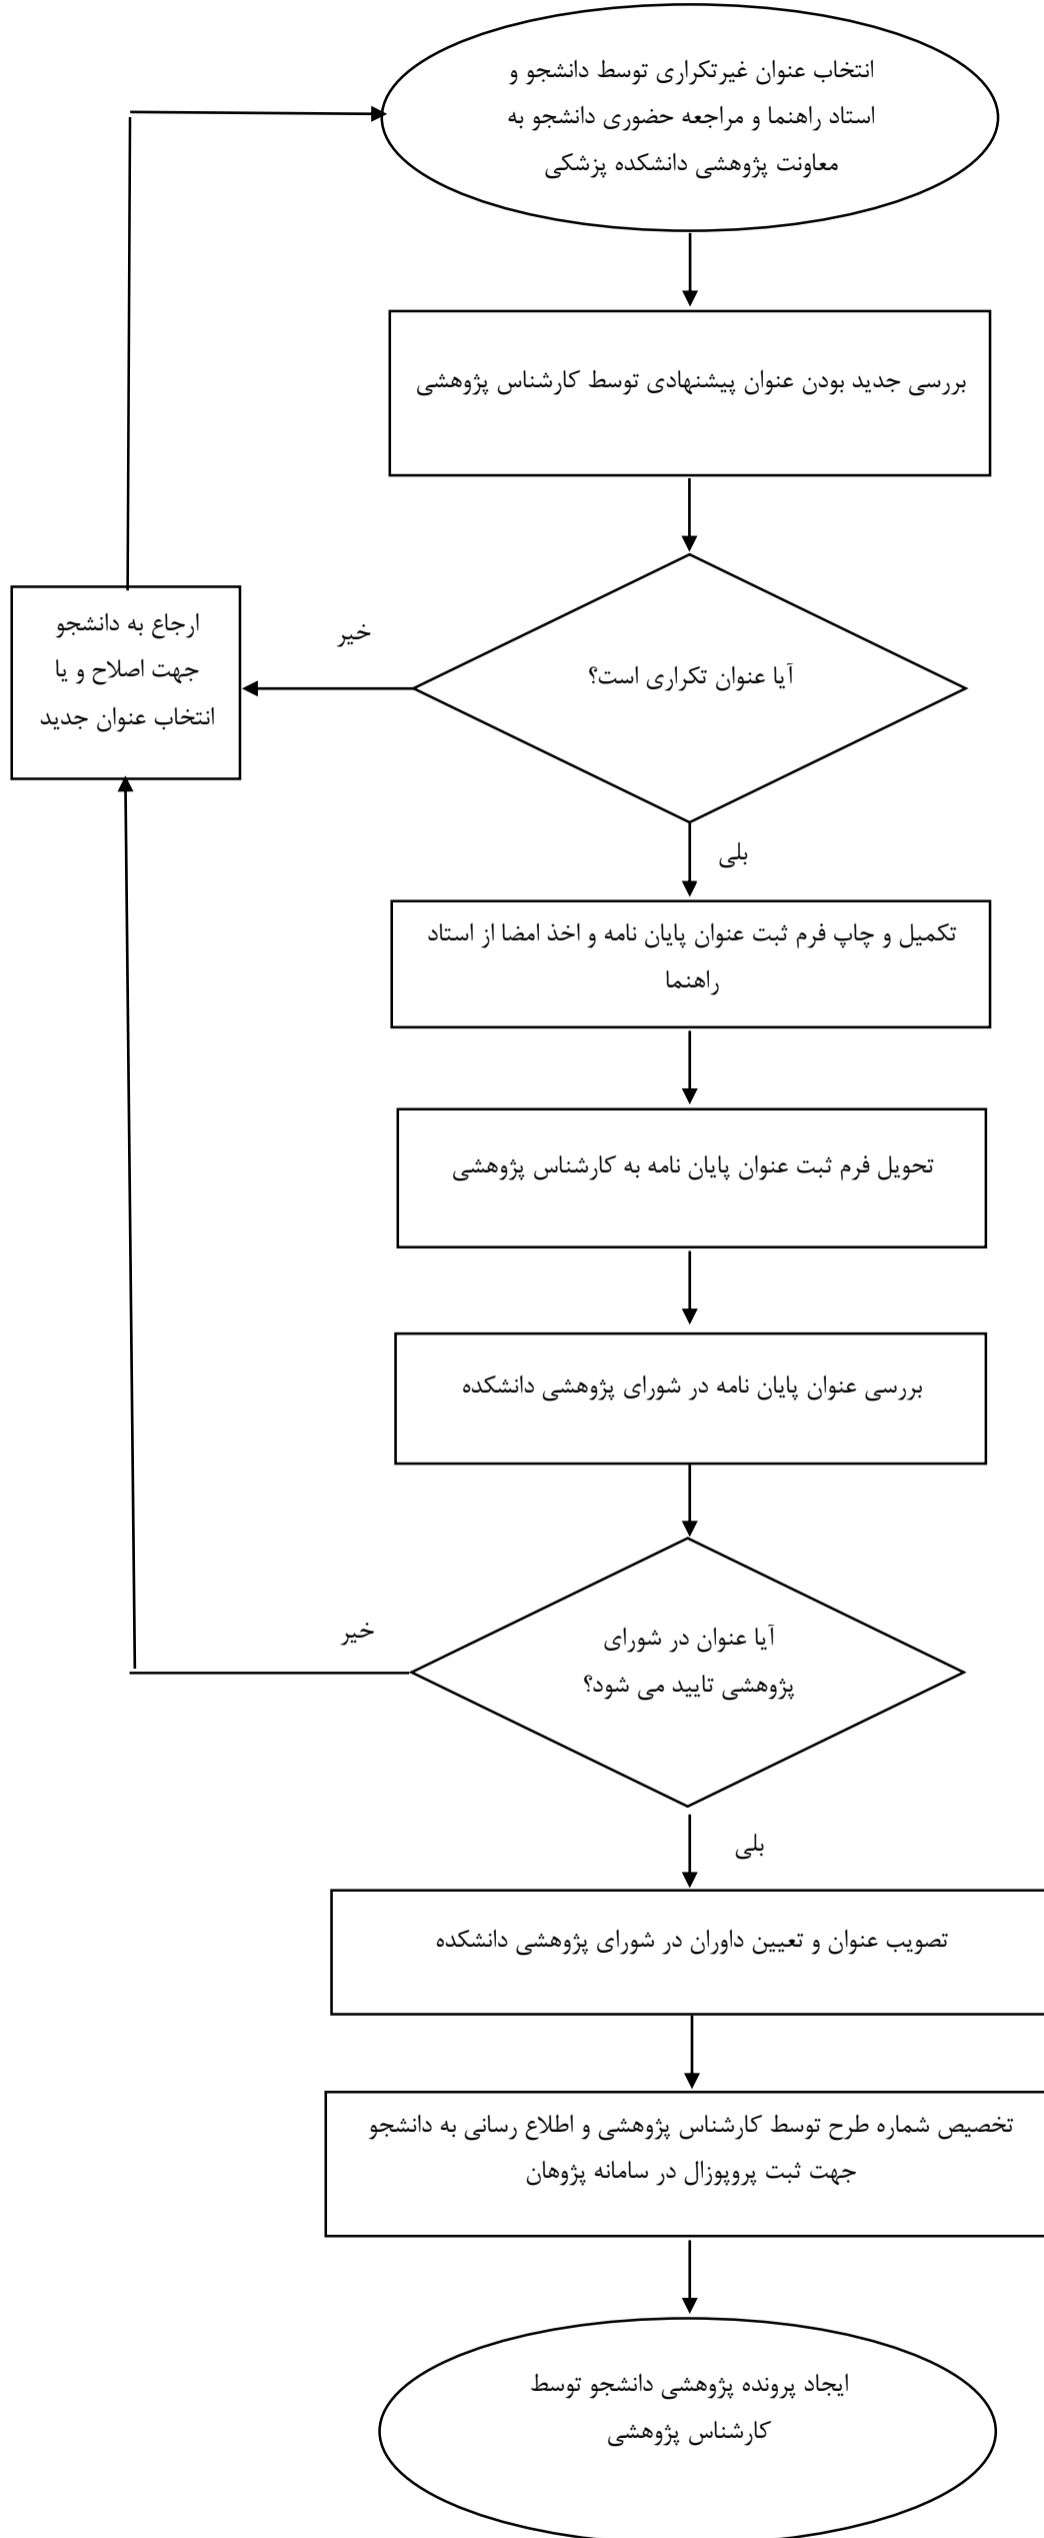 انتخاب عنوان غیرتکراری توسط دانشجو و
استاد راهنما و مراجعه حضوری دانشجو به
معاونت پژوهشی دانشکده پزشکی
بررسی جدید بودن عنوان پیشنهادی توسط کارشناس پژوهشی
آیا عنوان تکراری است؟
خیر
ارجاع به دانشجو
جهت اصلاح و یا
انتخاب عنوان جدید
بلی
تکمیل و چاپ فرم ثبت عنوان پایان نامه و اخذ امضا از استاد
راهنما
تحویل فرم ثبت عنوان پایان نامه به کارشناس پژوهشی
بررسی عنوان پایان نامه در شورای پژوهشی دانشکده
آیا عنوان در شورای
پژوهشی تایید می شود؟
خیر
بلی
تصویب عنوان و تعیین داوران در شورای پژوهشی دانشکده
تخصیص شماره طرح توسط کارشناس پژوهشی و اطلاع رسانی به دانشجو
جهت ثبت پروپوزال در سامانه پژوهان
ایجاد پرونده پژوهشی دانشجو توسط
کارشناس پژوهشی